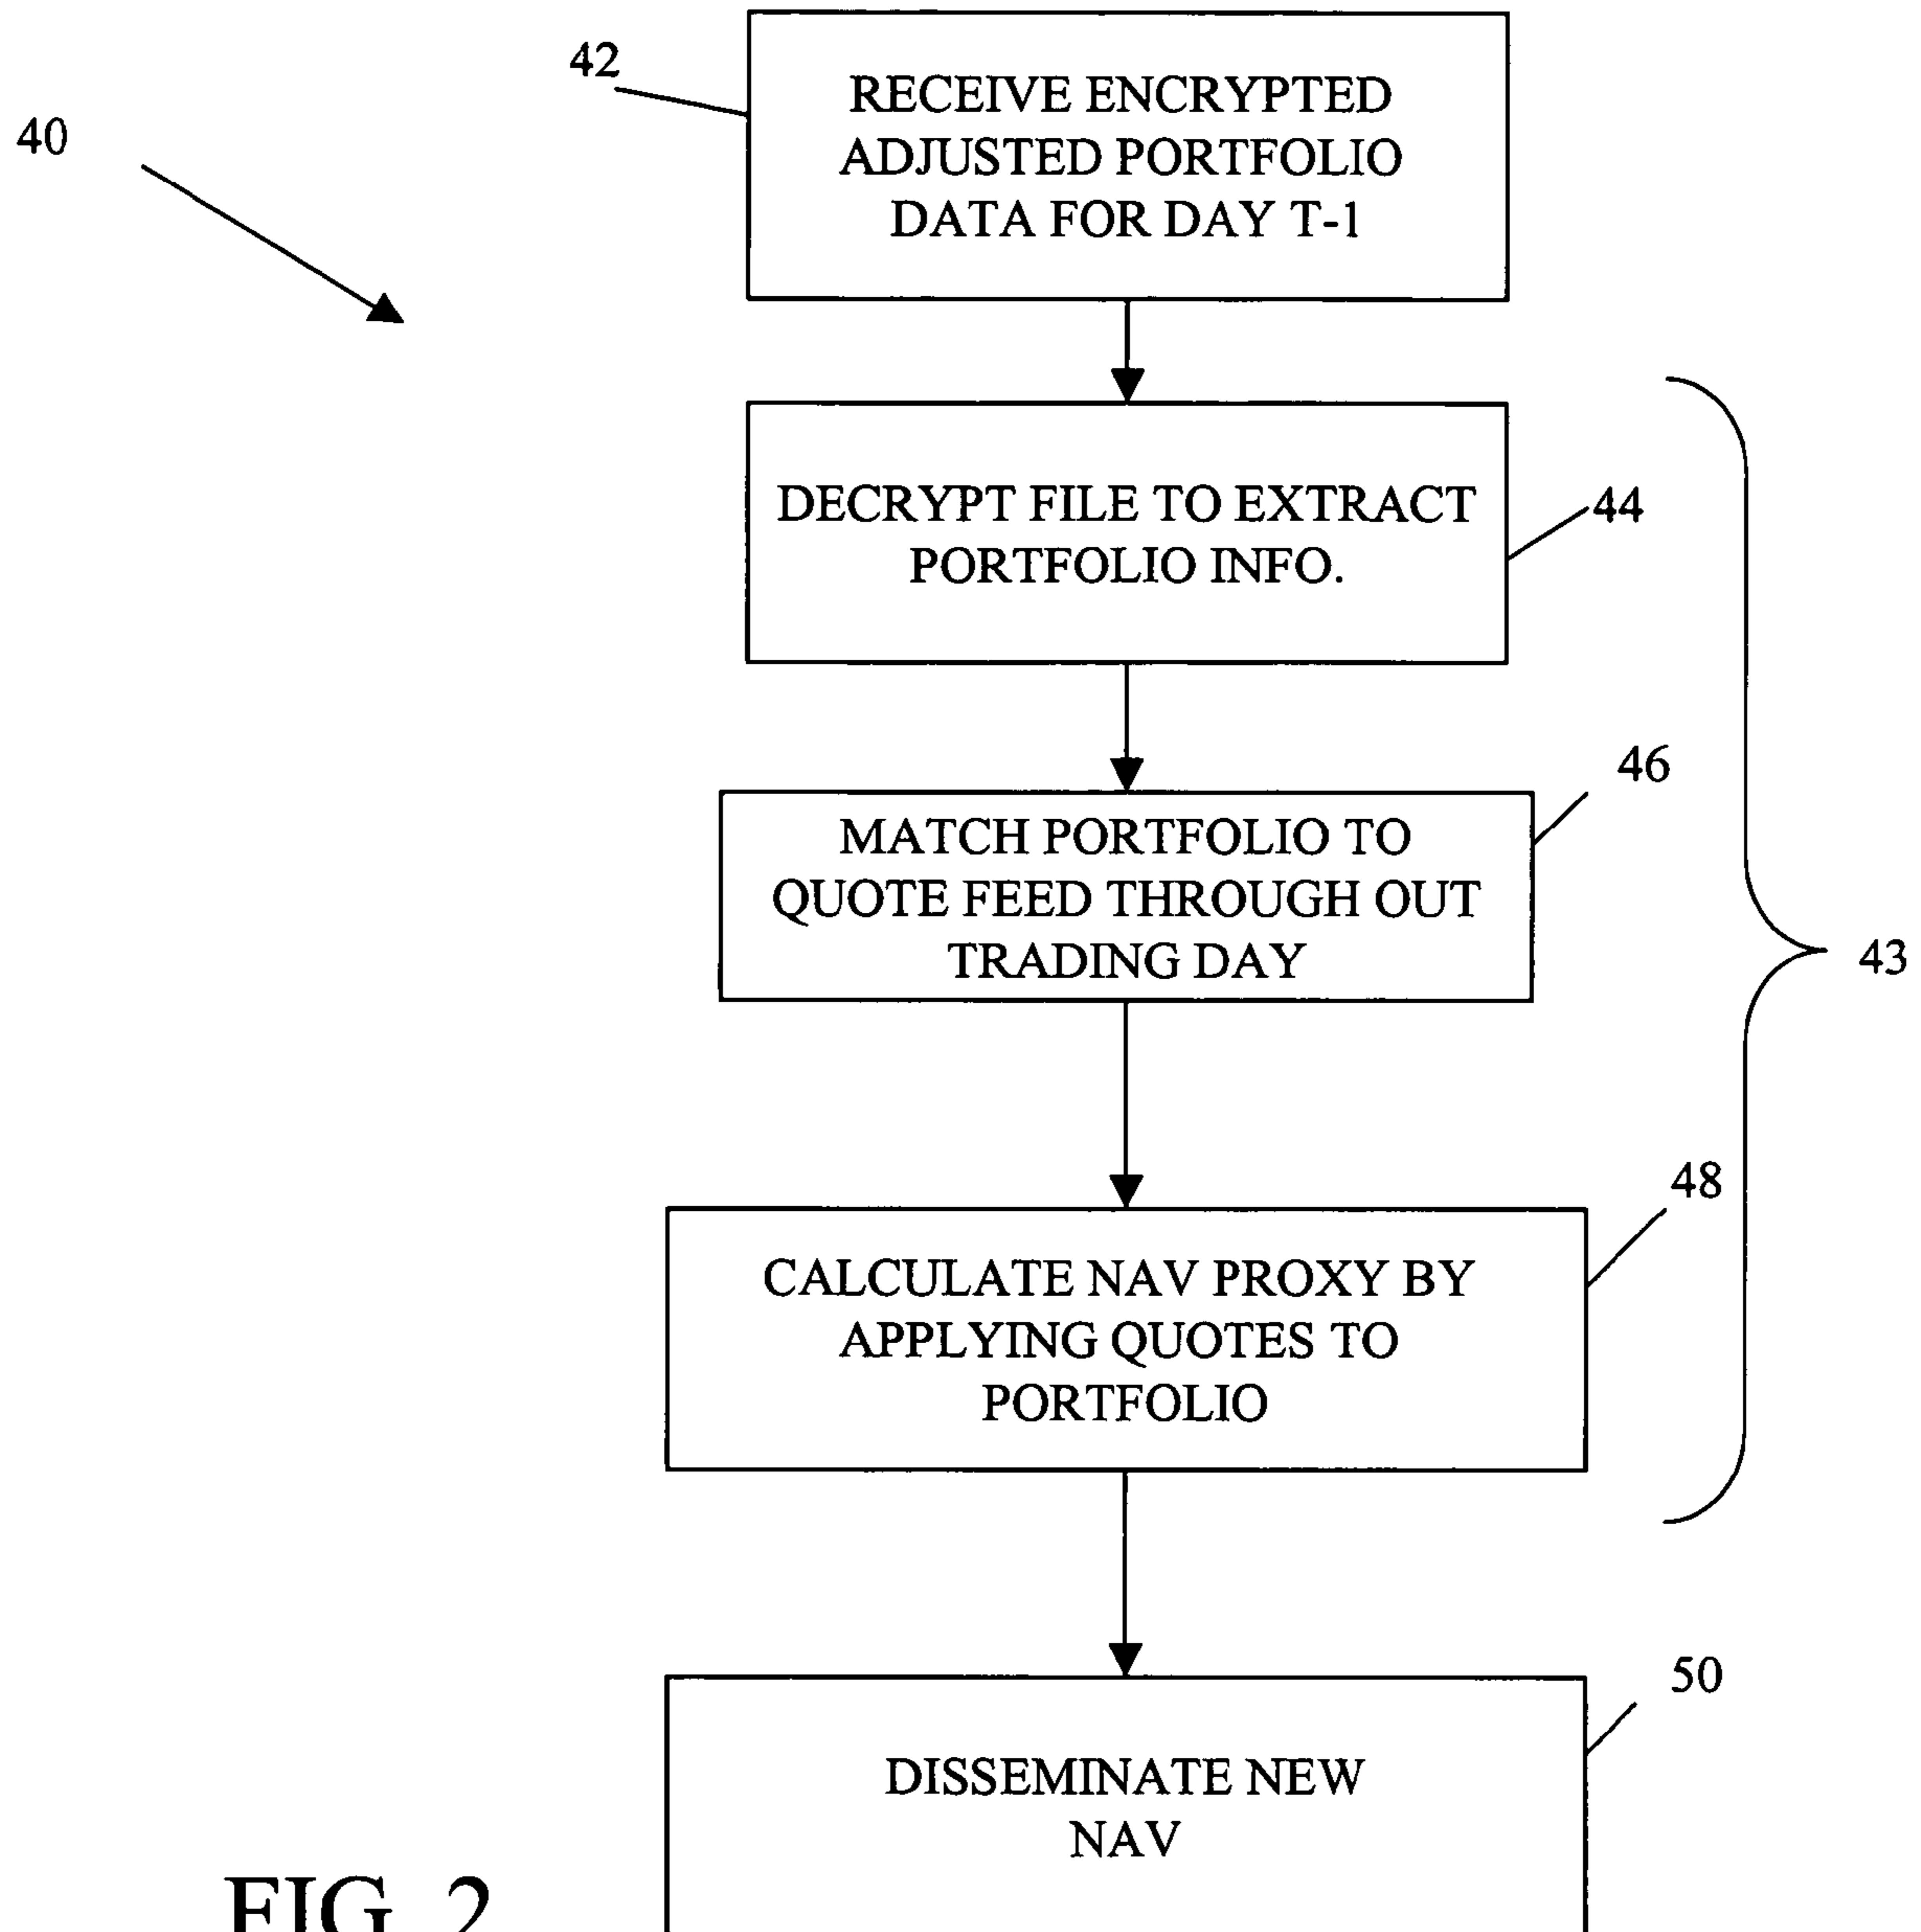 42
RECEIVE ENCRYPTED
ADJUSTED PORTFOLIO
DATA FOR DAY T-1
40
DECRYPT FILE TO EXTRACT
PORTFOLIO INFO.
44
46
MATCH PORTFOLIO TO
QUOTE FEED THROUGH OUT
TRADING DAY
43
48
CALCULATE NAV PROXY BY
APPLYING QUOTES TO
PORTFOLIO
50
DISSEMINATE NEW
NAV
FIG. 2